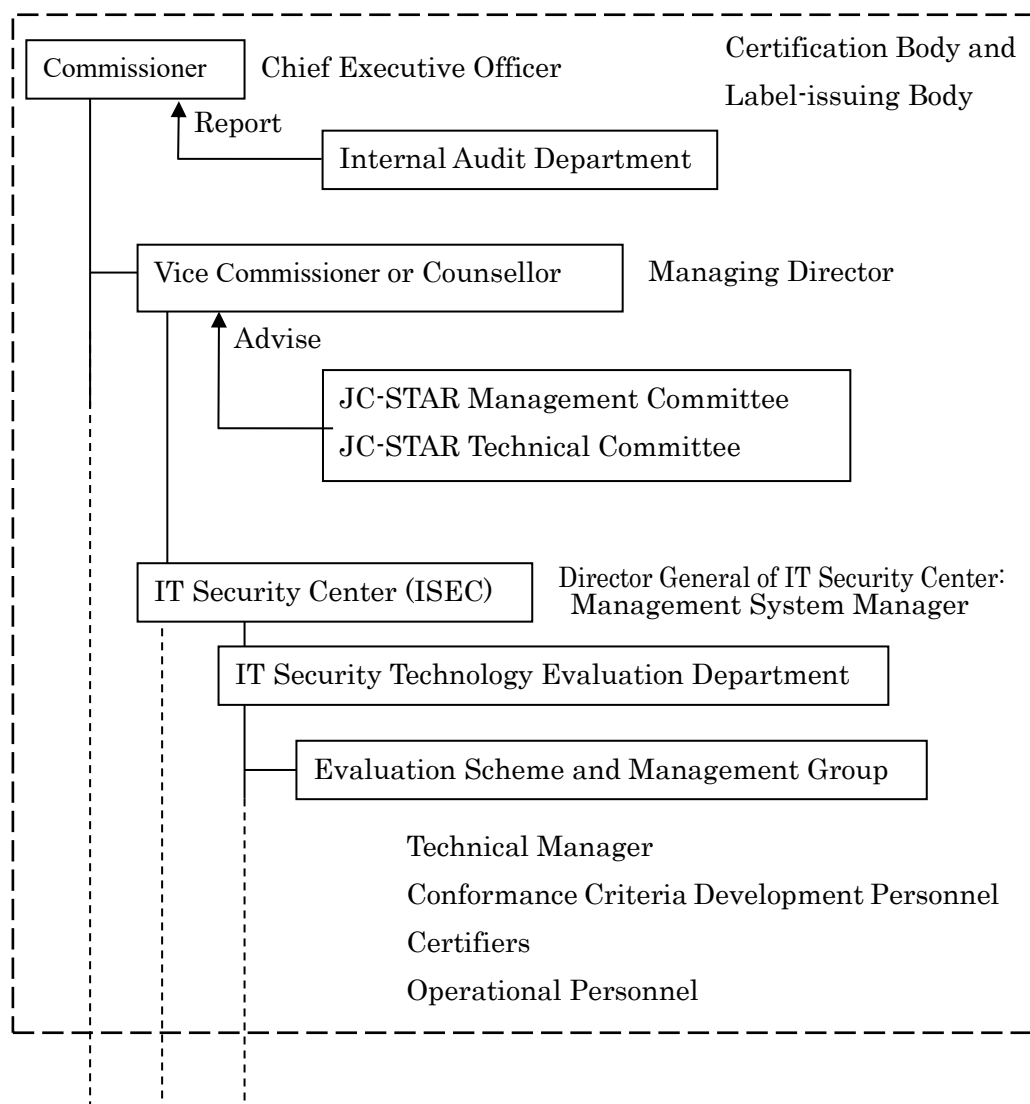 Commissioner
Chief Executive Officer
Certification Body and
Label-issuing Body
Report
Internal Audit Department
Vice Commissioner or Counsellor
Managing Director
Advise
JC-STAR Management Committee
JC-STAR Technical Committee
IT Security Center (ISEC)
Director General of IT Security Center:
Management System Manager
IT Security Technology Evaluation Department
Evaluation Scheme and Management Group
Technical Manager
Conformance Criteria Development Personnel
Certifiers
Operational Personnel